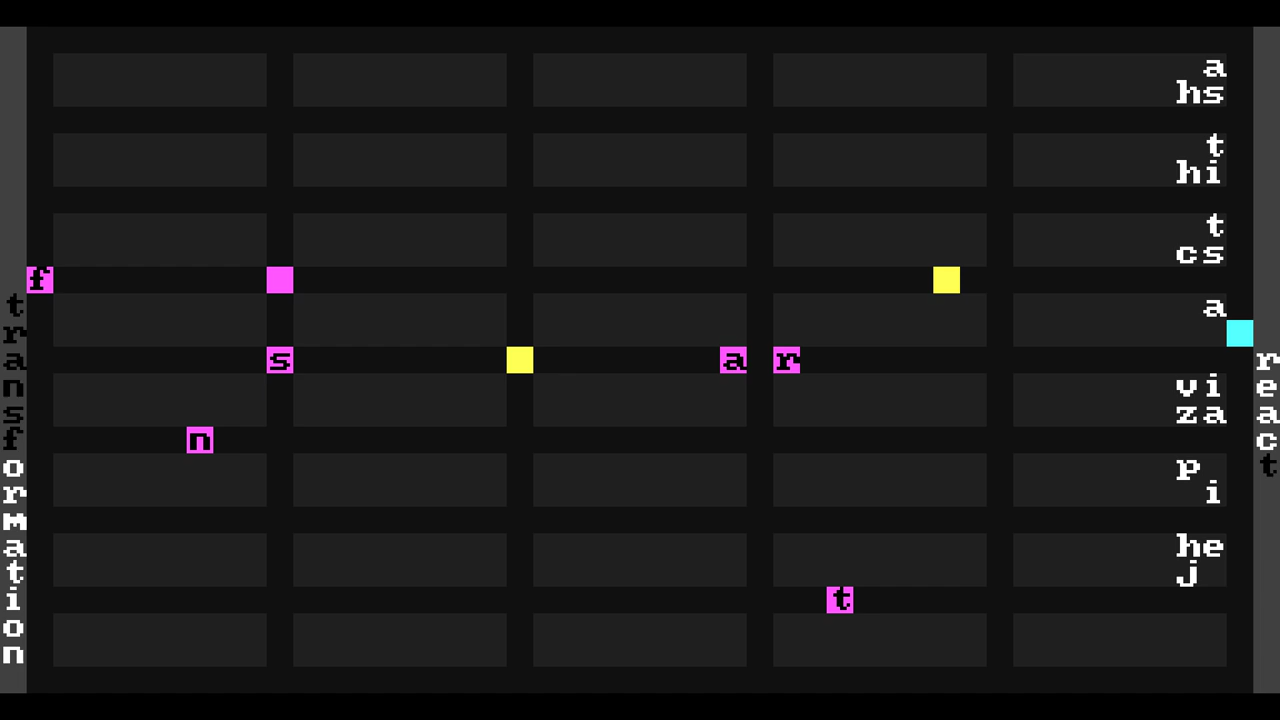 transformation
f
s
a
r
n
t
a
hs
t
hi
t
cs
a
vi
za
p
i
he
j
react